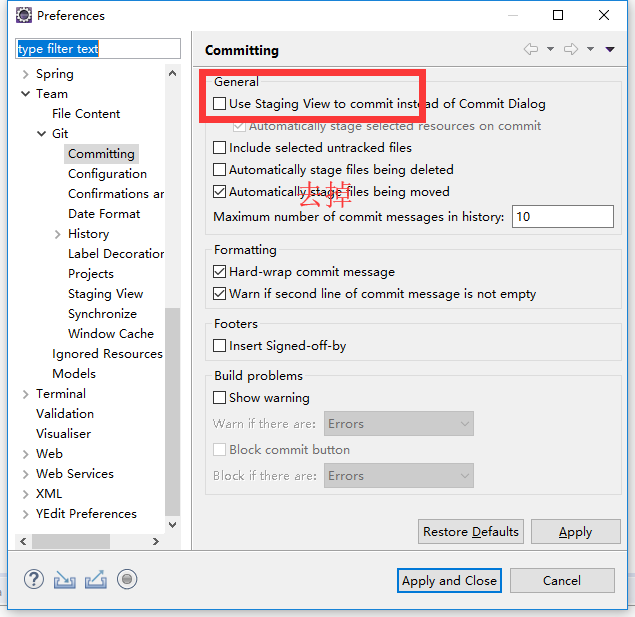 Preferences
type filter text
Spring
Team
File Content
Git
Committing
Configuration
Confirmations ar
Date Format
History
Label Decoration
Projects
Staging View
Synchronize
Window Cache
Ignored Resources
Models
Terminal
Validation
Visualiser
Web
Web Services
XML
YEdit Preferences
Committing
General
Use Staging View to commit instead of Commit Dialog
Automatically stage selected resources on commit
Include selected untracked files
Automatically stage files being deleted
Automatically stage files being moved
去掉
Maximum number of commit messages in history: 10
Formatting
Hard-wrap commit message
Warn if second line of commit message is not empty
Footers
Insert Signed-off-by
Build problems
Show warning
Warn if there are: Errors
Block commit button
Block if there are: Errors
Restore Defaults Apply
Apply and Close Cancel